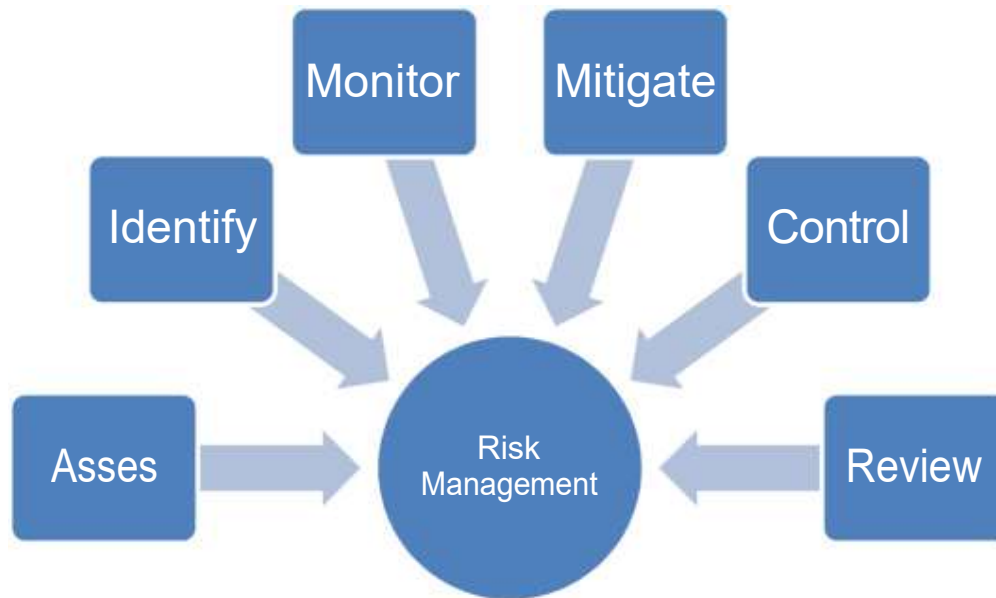 Monitor
Mitigate
Identify
Control
Asses
Risk
Management
Review